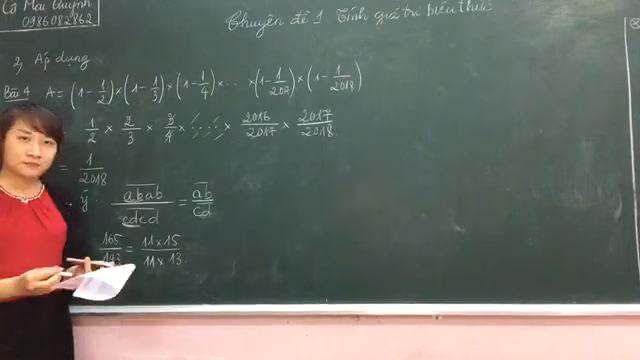 Cô Mai Quỳnh
0986082862
Chuyên đề 1 Tính giá trị biểu thức
2, Áp dụng
Bài 4 A = (1 - 1/2) × (1 - 1/3) × (1 - 1/4) × ... × (1 - 1/2017) × (1 - 1/2018)
1/2 × 2/3 × 3/4 × ... × 2016/2017 × 2017/2018
= 1/2018
ý abab/cdcd = ab/cd
165/143 = 11×15/11×13